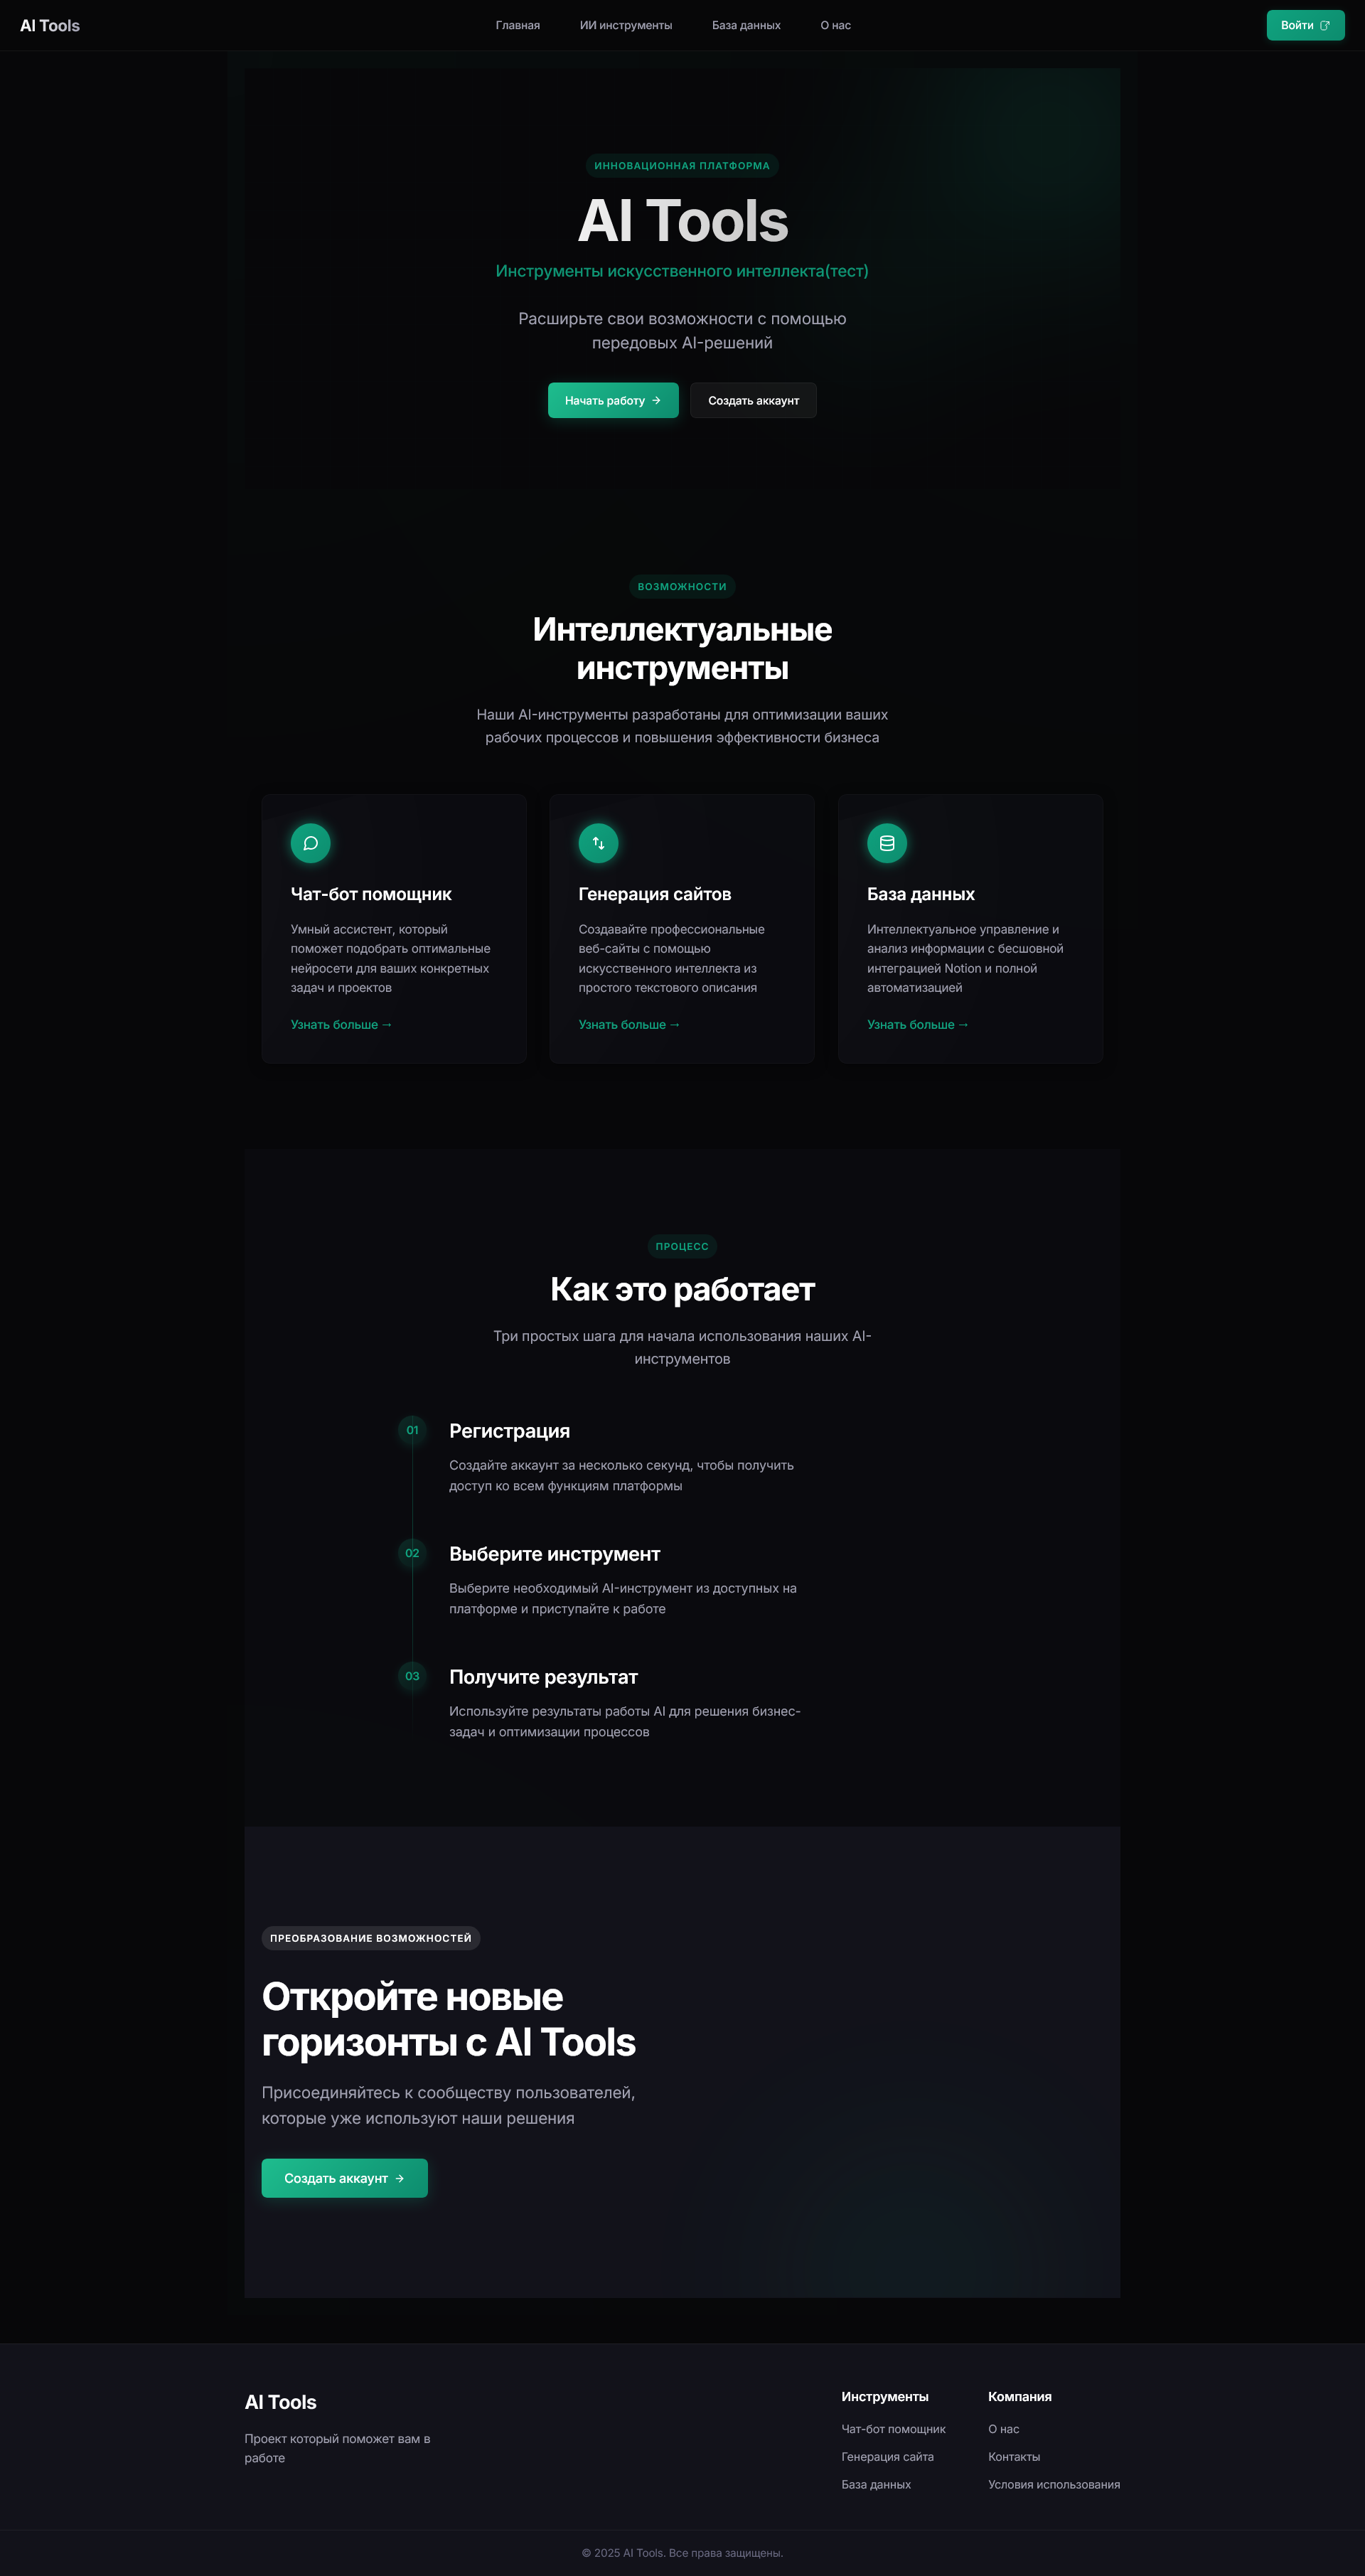 AI Tools
Главная
ИИ инструменты
База данных
О нас
Войти
ИННОВАЦИОННАЯ ПЛАТФОРМА
AI Tools
Инструменты искусственного интеллекта(тест)
Расширьте свои возможности с помощью
передовых AI-решений
Начать работу →
Создать аккаунт
ВОЗМОЖНОСТИ
Интеллектуальные
инструменты
Наши AI-инструменты разработаны для оптимизации ваших
рабочих процессов и повышения эффективности бизнеса
Чат-бот помощник
Умный ассистент, который
поможет подобрать оптимальные
нейросети для ваших конкретных
задач и проектов
Узнать больше →
Генерация сайтов
Создавайте профессиональные
веб-сайты с помощью
искусственного интеллекта из
простого текстового описания
Узнать больше →
База данных
Интеллектуальное управление и
анализ информации с бесшовной
интеграцией Notion и полной
автоматизацией
Узнать больше →
ПРОЦЕСС
Как это работает
Три простых шага для начала использования наших AI-
инструментов
01
Регистрация
Создайте аккаунт за несколько секунд, чтобы получить
доступ ко всем функциям платформы
02
Выберите инструмент
Выберите необходимый AI-инструмент из доступных на
платформе и приступайте к работе
03
Получите результат
Используйте результаты работы AI для решения бизнес-
задач и оптимизации процессов
ПРЕОБРАЗОВАНИЕ ВОЗМОЖНОСТЕЙ
Откройте новые
горизонты с AI Tools
Присоединяйтесь к сообществу пользователей,
которые уже используют наши решения
Создать аккаунт →
AI Tools
Проект который поможет вам в
работе
Инструменты
Чат-бот помощник
Генерация сайта
База данных
Компания
О нас
Контакты
Условия использования
© 2025 AI Tools. Все права защищены.